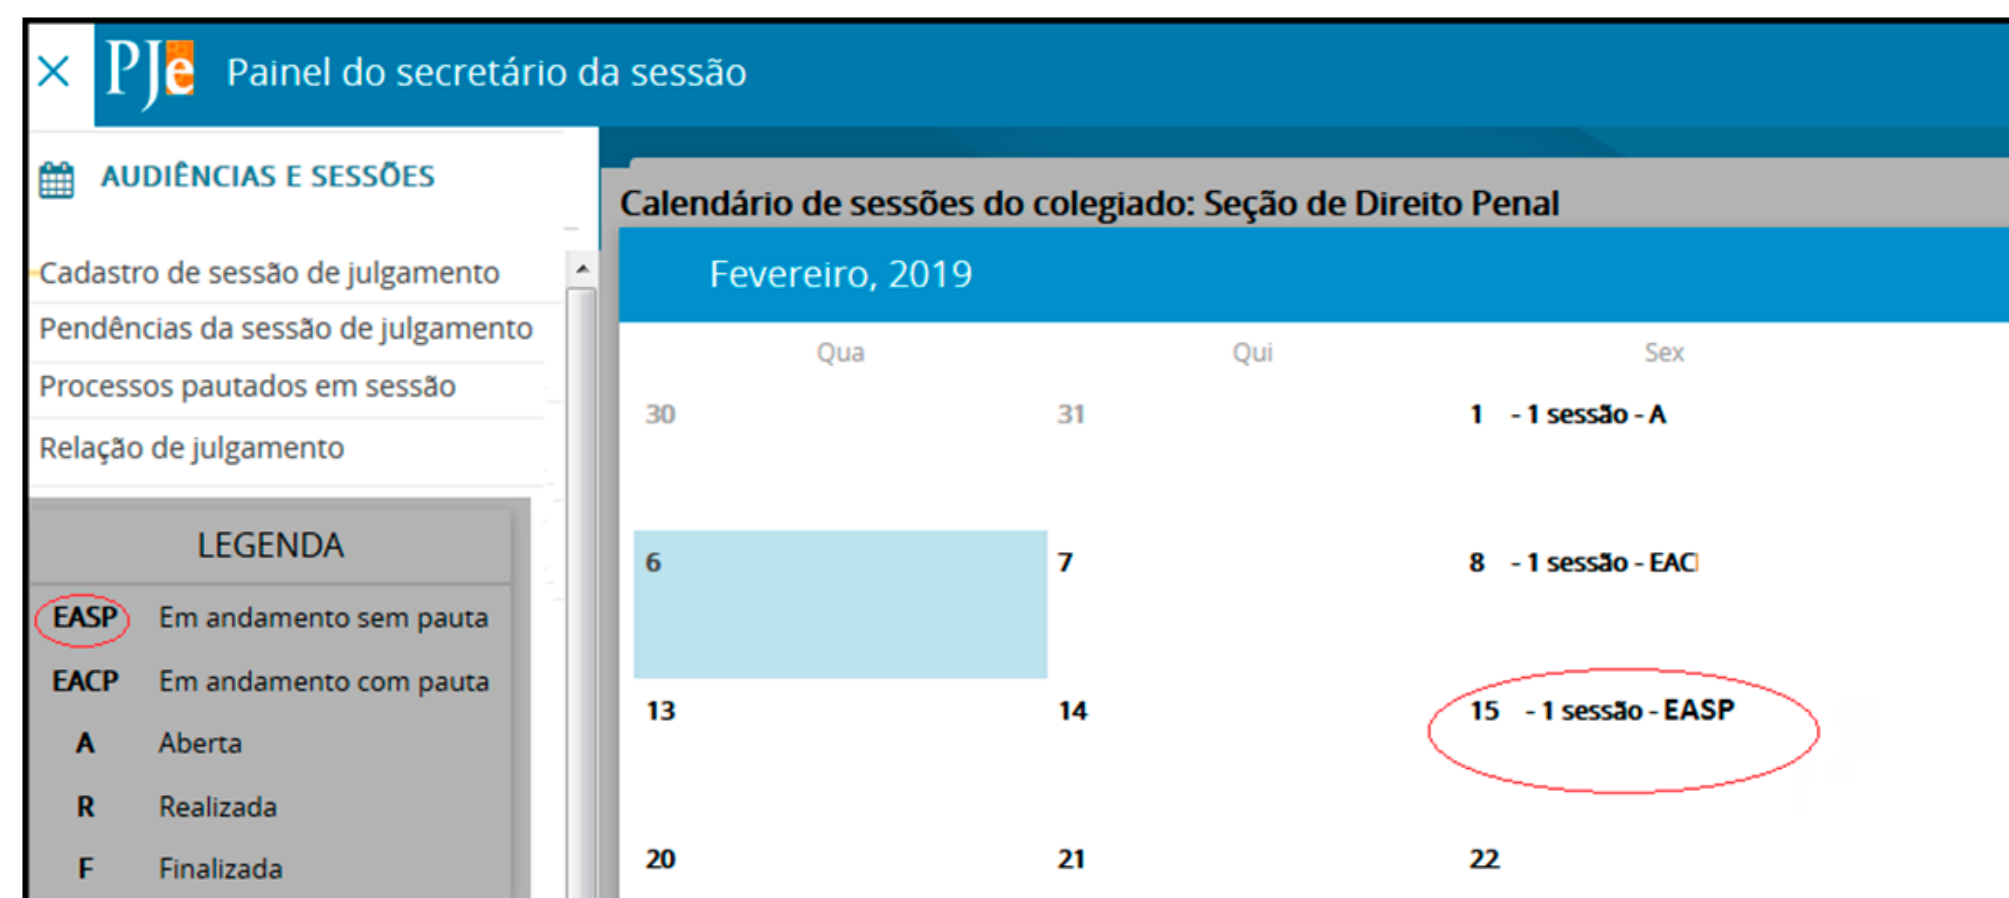 PJe Painel do secretário da sessão
AUDIÊNCIAS E SESSÕES
Cadastro de sessão de julgamento
Pendências da sessão de julgamento
Processos pautados em sessão
Relação de julgamento
LEGENDA
EASP Em andamento sem pauta
EACP Em andamento com pauta
A Aberta
R Realizada
F Finalizada
Calendário de sessões do colegiado: Seção de Direito Penal
Fevereiro, 2019
Qua Qui Sex
30 31 1 - 1 sessão - A
6 7 8 - 1 sessão - EAC
13 14 15 - 1 sessão - EASP
20 21 22